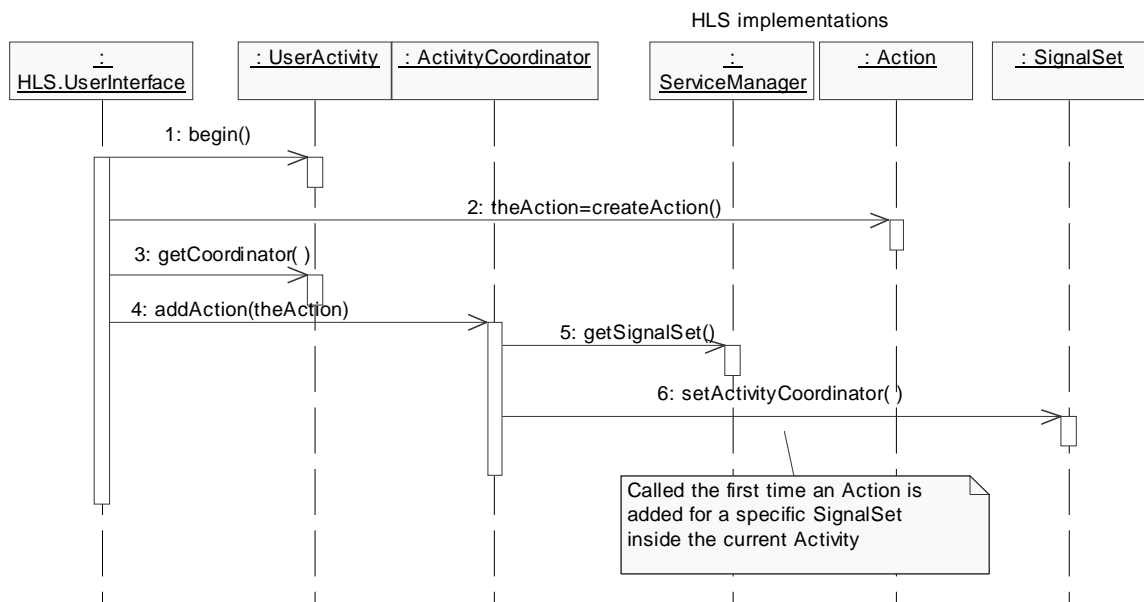 HLS implementations
:
HLS.UserInterface
: UserActivity
: ActivityCoordinator
:
ServiceManager
: Action
: SignalSet
1: begin()
2: theAction=createAction()
3: getCoordinator( )
4: addAction(theAction)
5: getSignalSet()
6: setActivityCoordinator( )
Called the first time an Action is
added for a specific SignalSet
inside the current Activity